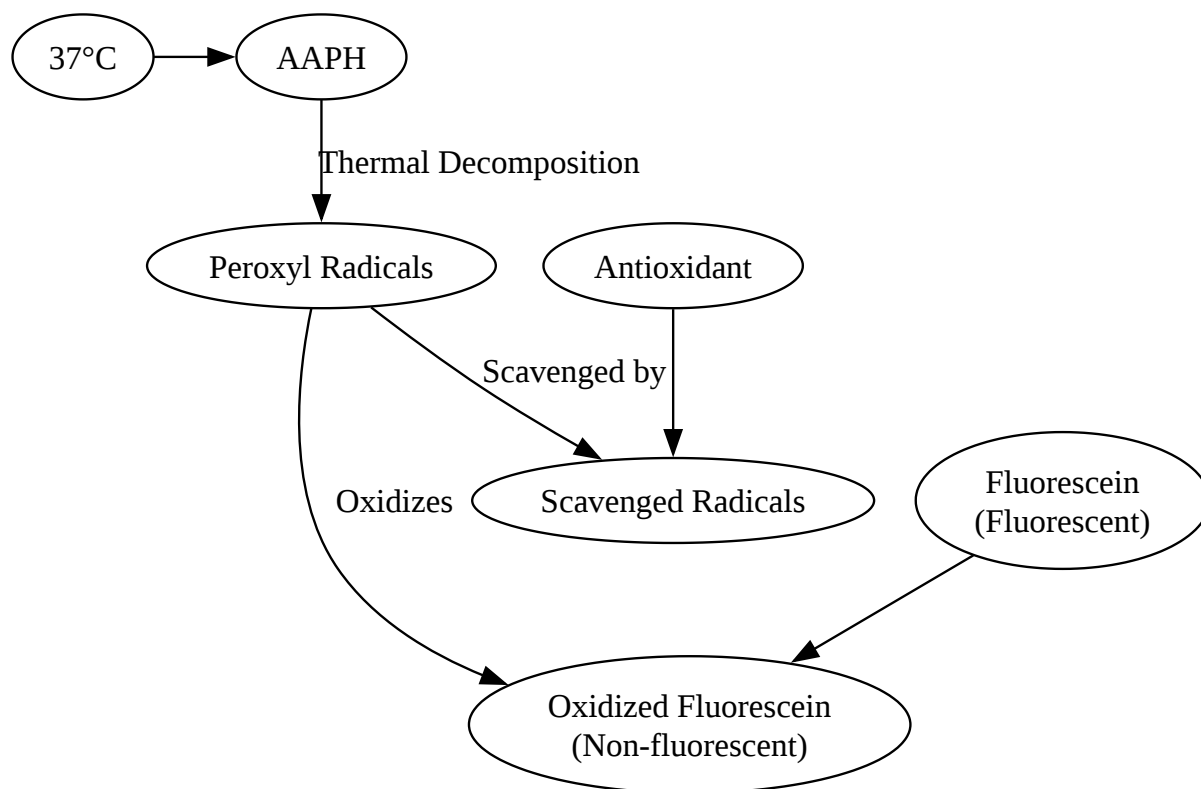 37°C
AAPH
Thermal Decomposition
Peroxyl Radicals
Antioxidant
Scavenged by
Oxidizes
Scavenged Radicals
Fluorescein
(Fluorescent)
Oxidized Fluorescein
(Non-fluorescent)